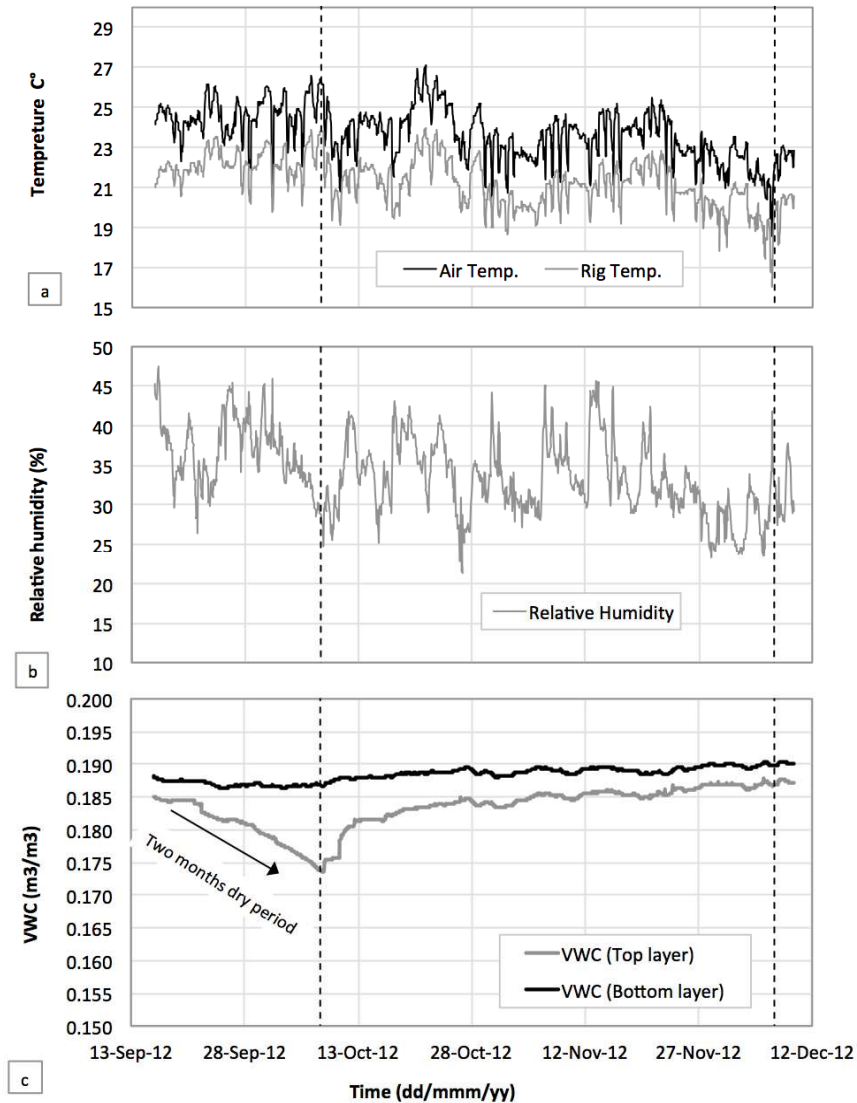 29
27
25
23
21
19
17
15
Tempreture C°
Air Temp.
Rig Temp.
a
50
45
40
35
30
25
20
15
10
Relative humidity (%)
Relative Humidity
b
0.200
0.195
0.190
0.185
0.180
0.175
0.170
0.165
0.160
0.155
0.150
VWC (m3/m3)
Two months dry period
VWC (Top layer)
VWC (Bottom layer)
13-Sep-12 28-Sep-12 13-Oct-12 28-Oct-12 12-Nov-12 27-Nov-12 12-Dec-12
c
Time (dd/mmm/yy)